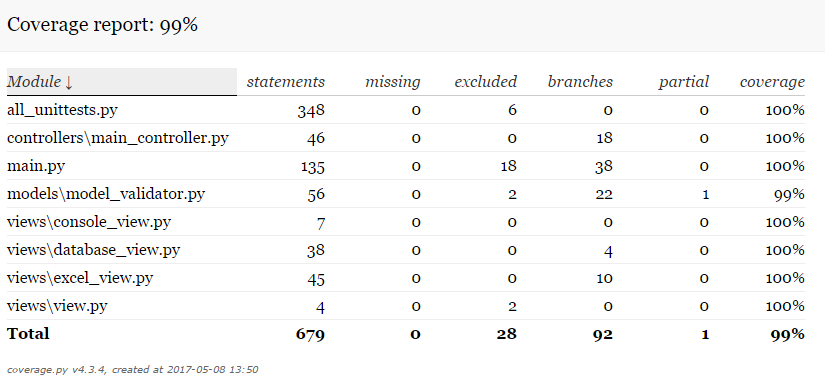 Coverage report: 99%
Module ↓ statements missing excluded branches partial coverage
all_unittests.py 348 0 6 0 0 100%
controllers\main_controller.py 46 0 0 18 0 100%
main.py 135 0 18 38 0 100%
models\model_validator.py 56 0 2 22 1 99%
views\console_view.py 7 0 0 0 0 100%
views\database_view.py 38 0 0 4 0 100%
views\excel_view.py 45 0 0 10 0 100%
views\view.py 4 0 2 0 0 100%
Total 679 0 28 92 1 99%
coverage.py v4.3.4, created at 2017-05-08 13:50